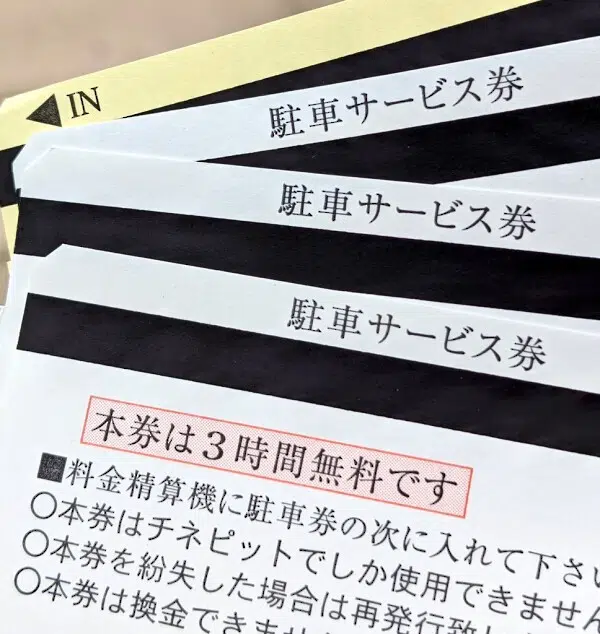 ◀IN
駐車サービス券
駐車サービス券
駐車サービス券
本券は3時間無料です
■料金精算機に駐車券の次に入れて下さい
○本券はチネピットでしか使用できません
○本券を紛失した場合は再発行致し
○本券は換金できませ